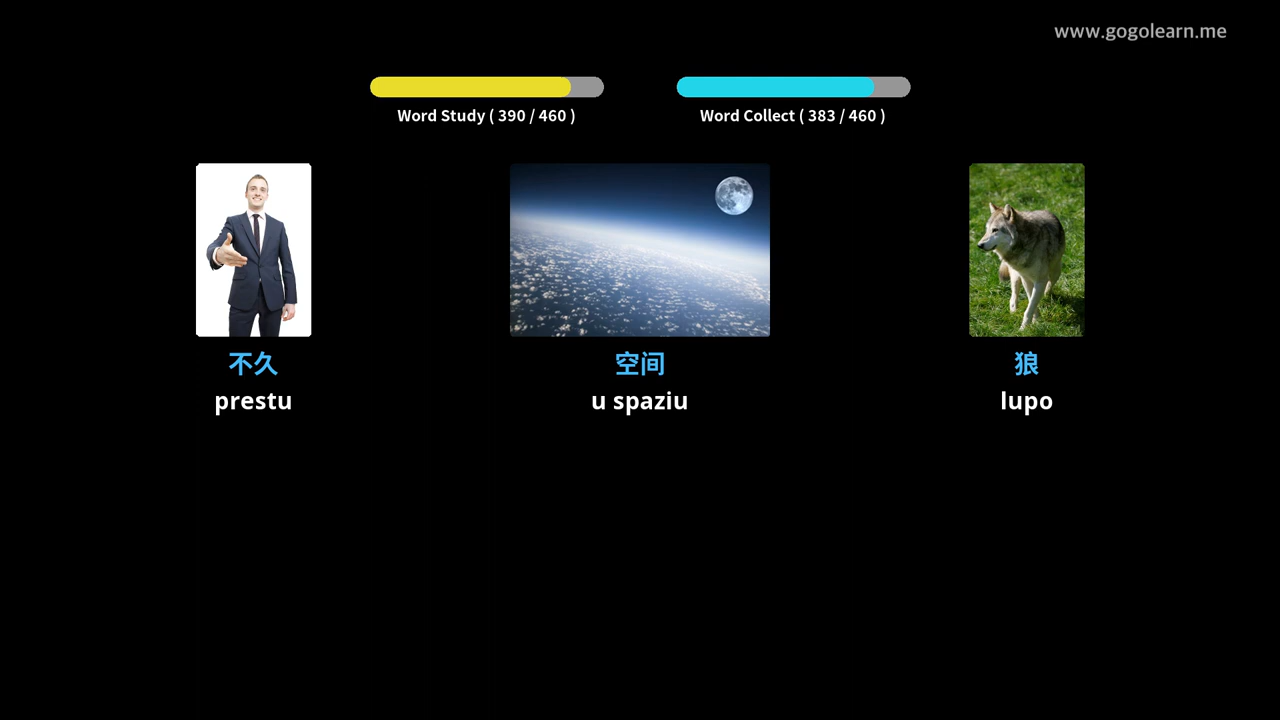 www.gogolearn.me
Word Study ( 390 / 460 )
Word Collect ( 383 / 460 )
不久
prestu
空间
u spaziu
狼
lupo